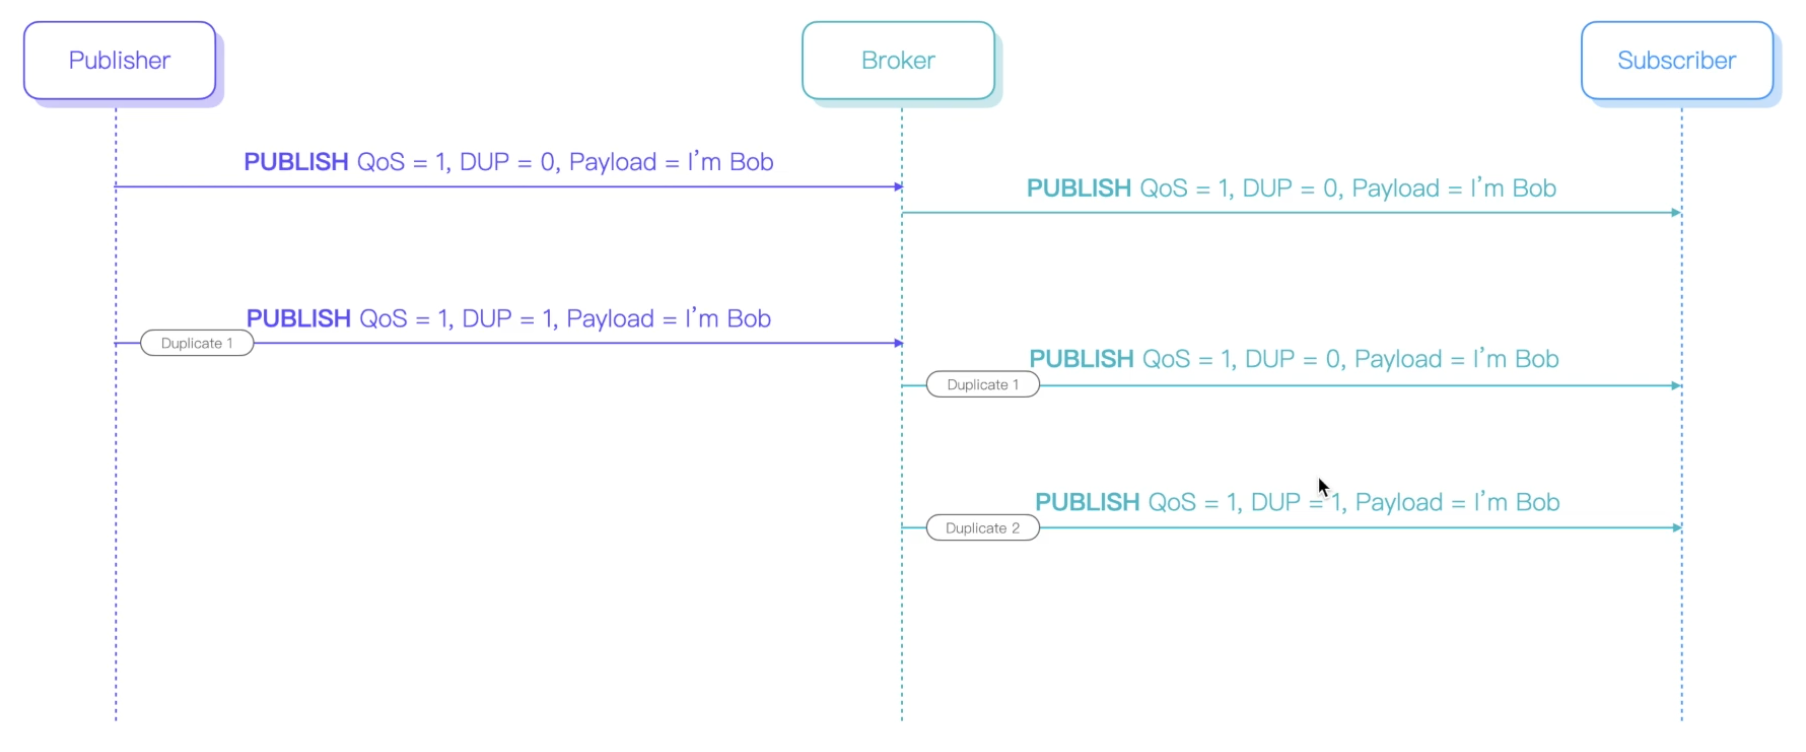 Publisher
Broker
Subscriber
PUBLISH QoS = 1, DUP = 0, Payload = I’m Bob
PUBLISH QoS = 1, DUP = 0, Payload = I’m Bob
PUBLISH QoS = 1, DUP = 1, Payload = I’m Bob
Duplicate 1
PUBLISH QoS = 1, DUP = 0, Payload = I’m Bob
Duplicate 1
PUBLISH QoS = 1, DUP = 1, Payload = I’m Bob
Duplicate 2